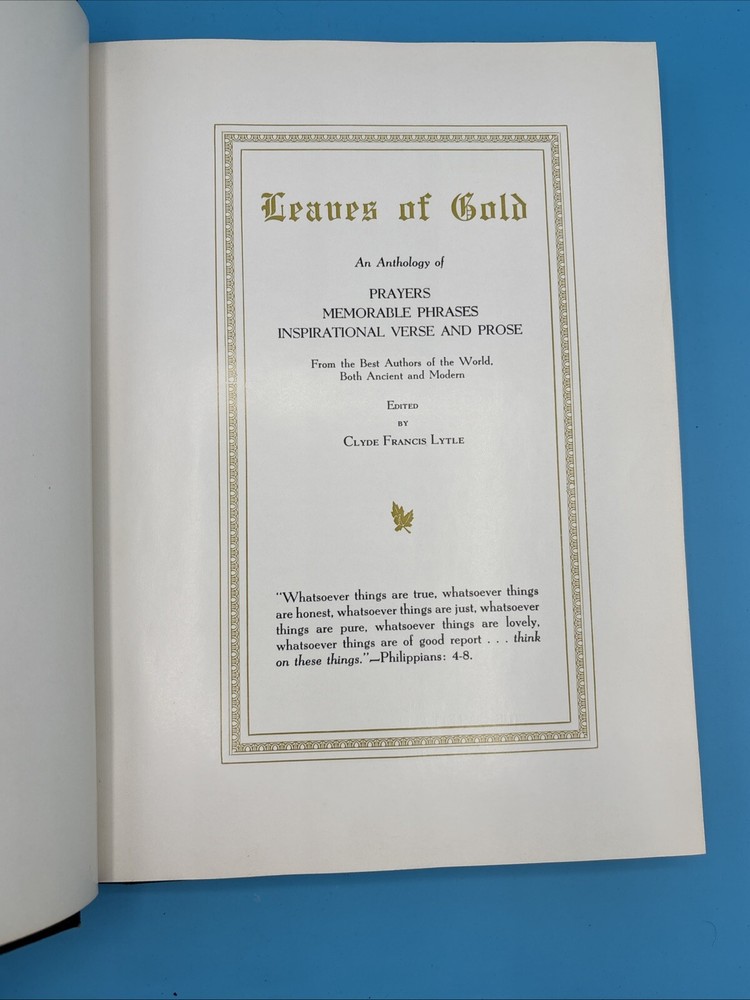 Leaves of Gold
An Anthology of
PRAYERS
MEMORABLE PHRASES
INSPIRATIONAL VERSE AND PROSE
From the Best Authors of the World,
Both Ancient and Modern
EDITED
BY
CLYDE FRANCIS LYTLE
"Whatsoever things are true, whatsoever things
are honest, whatsoever things are just, whatsoever
things are pure, whatsoever things are lovely,
whatsoever things are of good report . . . think
on these things."—Philippians: 4-8.